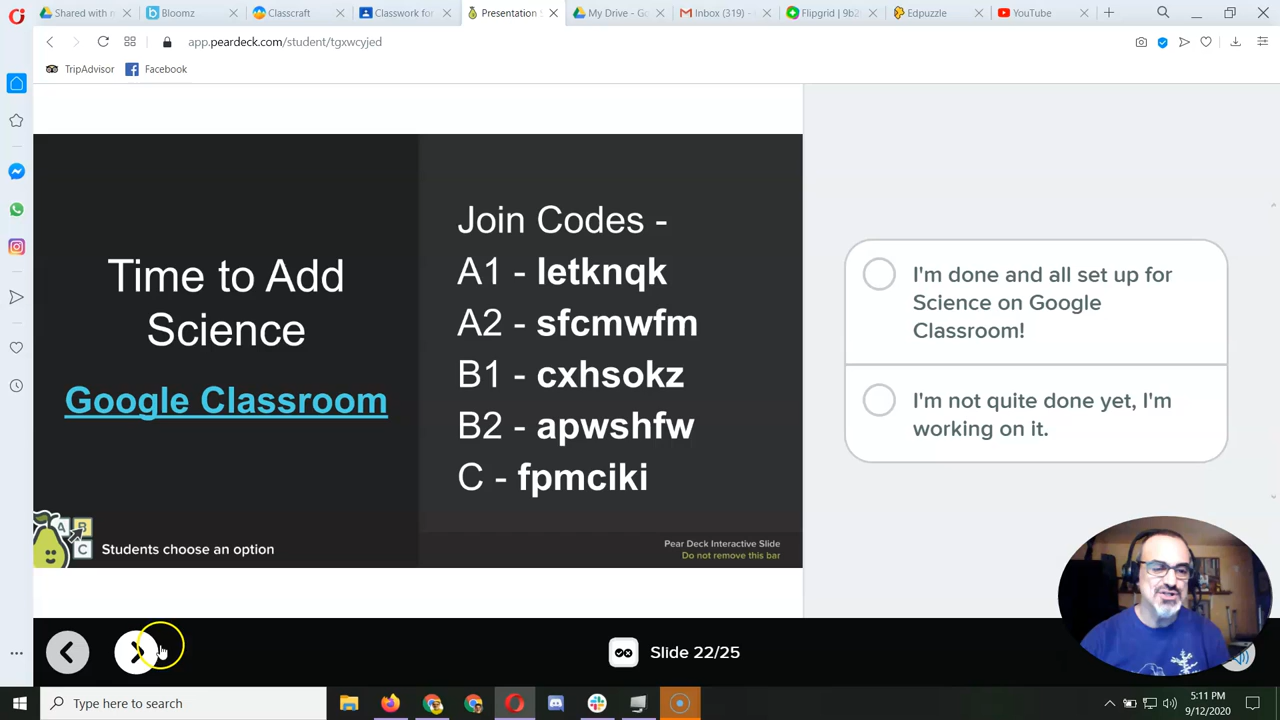 Shared with m
Bloomz
Classcraft
Classwork for
Presentation
My Drive - Go
Inbox (319) -
Flipgrid | 9b2
Edpuzzle
YouTube
app.peardeck.com/student/tgxwcyjed
TripAdvisor
Facebook
Time to Add
Science
Google Classroom
Join Codes -
A1 - letknqk
A2 - sfcmwfm
B1 - cxhsokz
B2 - apwshfw
C - fpmciki
A B
C
Students choose an option
Pear Deck Interactive Slide
Do not remove this bar
I'm done and all set up for
Science on Google
Classroom!
I'm not quite done yet, I'm
working on it.
Slide 22/25
Type here to search
5:11 PM
9/12/2020